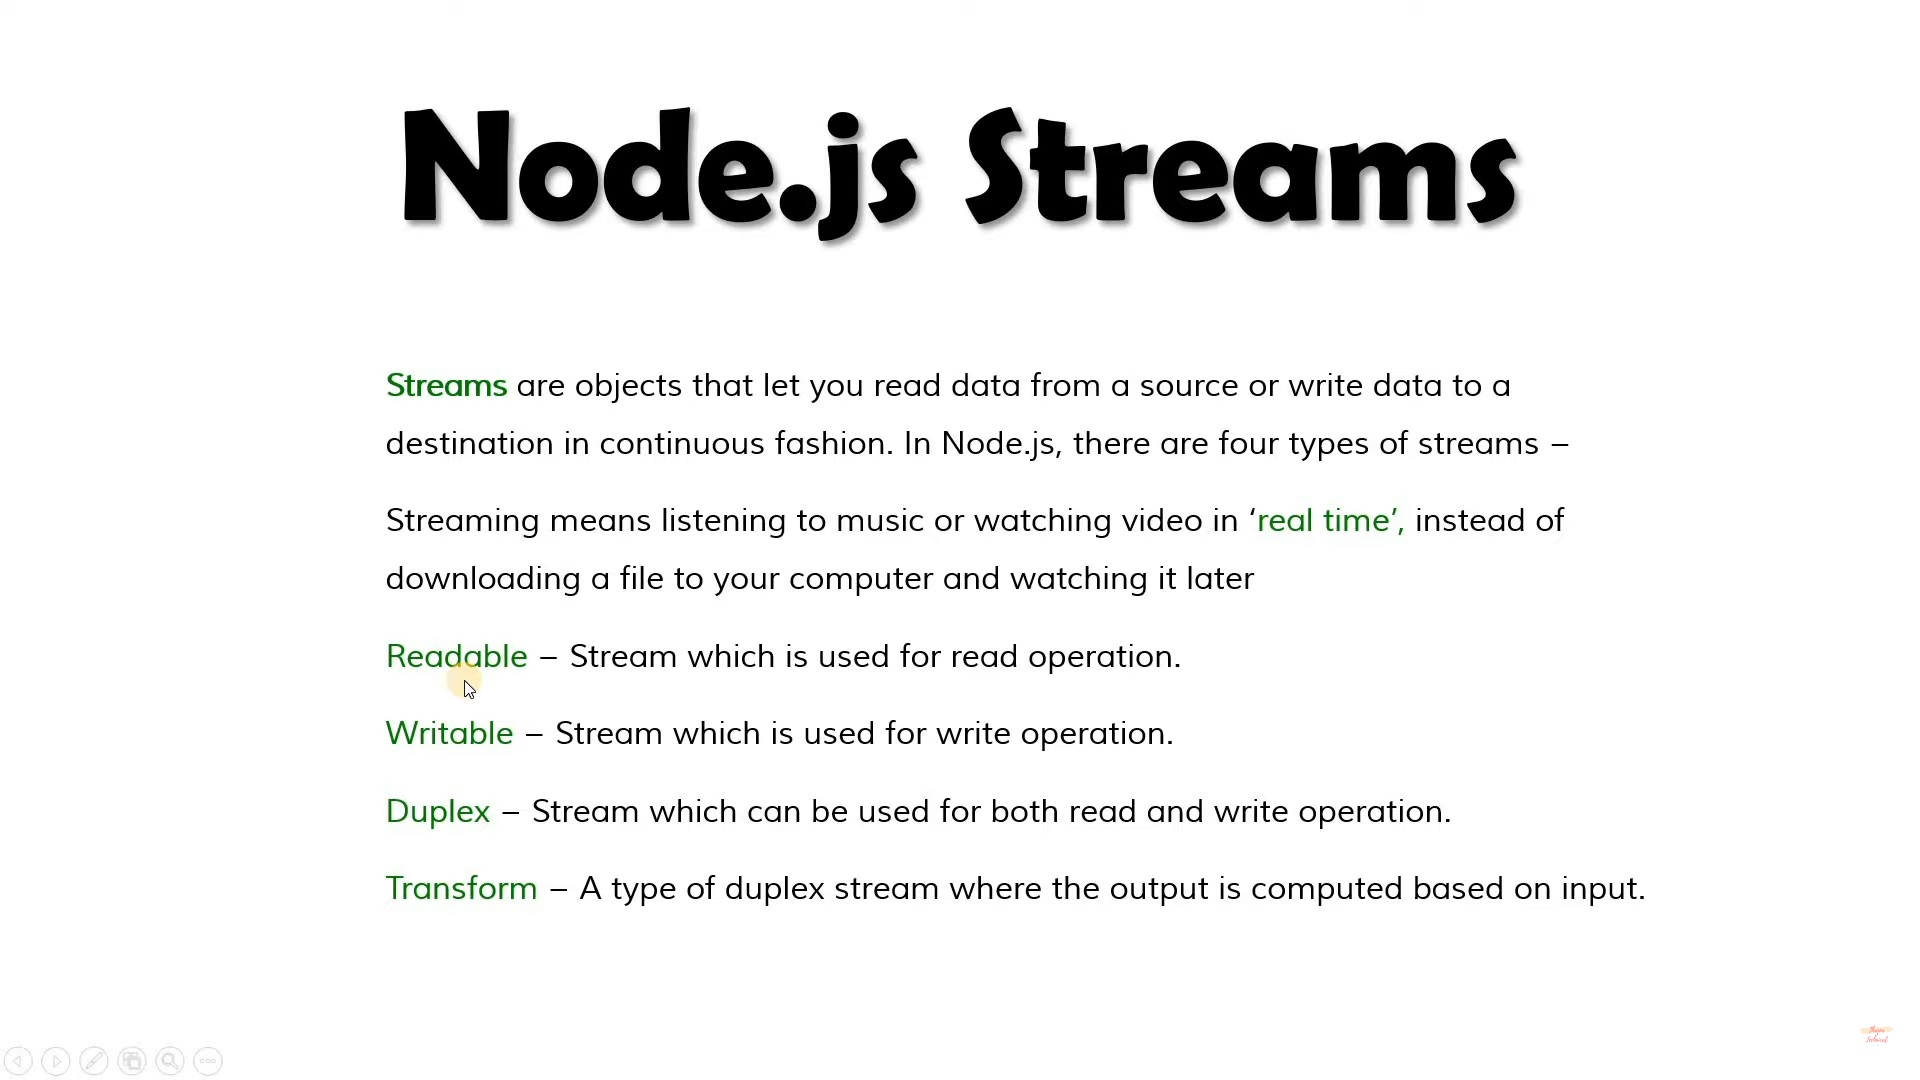 Node.js Streams
Streams are objects that let you read data from a source or write data to a
destination in continuous fashion. In Node.js, there are four types of streams –
Streaming means listening to music or watching video in ‘real time’, instead of
downloading a file to your computer and watching it later
Readable – Stream which is used for read operation.
Writable – Stream which is used for write operation.
Duplex – Stream which can be used for both read and write operation.
Transform – A type of duplex stream where the output is computed based on input.